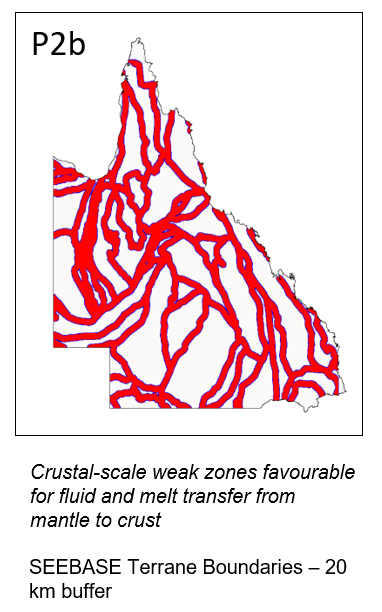 P2b
Crustal-scale weak zones favourable
for fluid and melt transfer from
mantle to crust
SEEBASE Terrane Boundaries – 20
km buffer